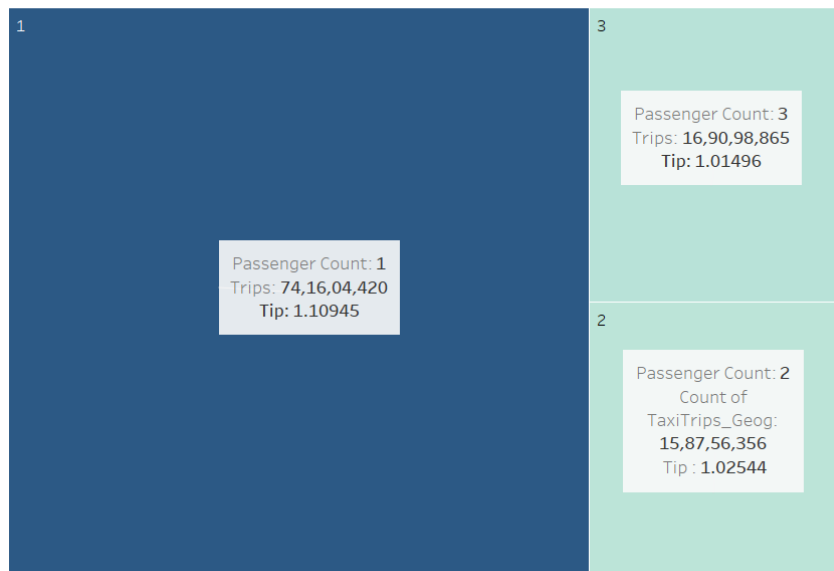 1
Passenger Count: 1
Trips: 74,16,04,420
Tip: 1.10945
3
Passenger Count: 3
Trips: 16,90,98,865
Tip: 1.01496
2
Passenger Count: 2
Count of
TaxiTrips_Geog:
15,87,56,356
Tip : 1.02544